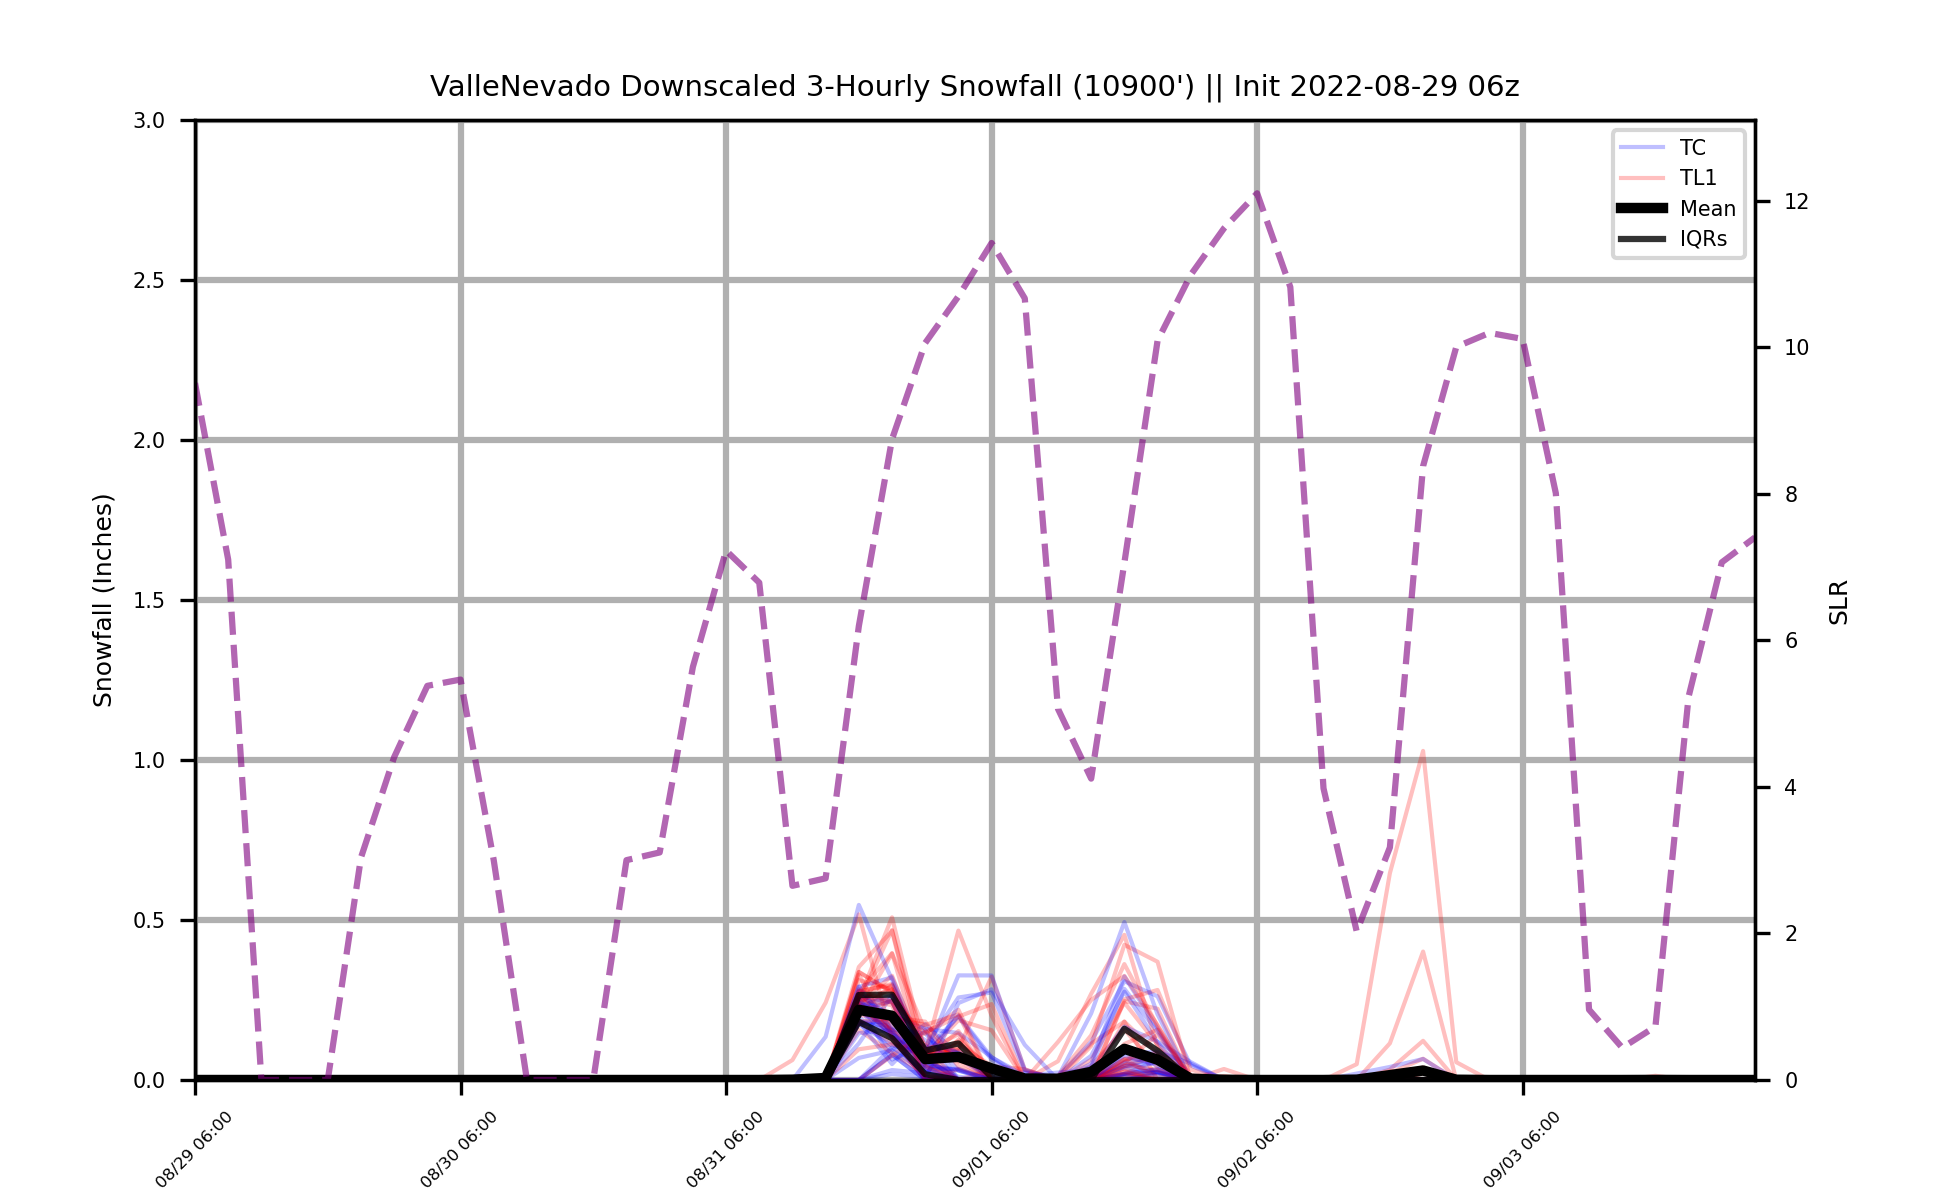 ValleNevado Downscaled 3-Hourly Snowfall (10900') || Init 2022-08-29 06z
3.0
2.5
2.0
1.5
1.0
0.5
0.0
Snowfall (Inches)
TC
TL1
Mean
IQRs
12
10
8
6
4
2
0
SLR
08/29 06:00
08/30 06:00
08/31 06:00
09/01 06:00
09/02 06:00
09/03 06:00